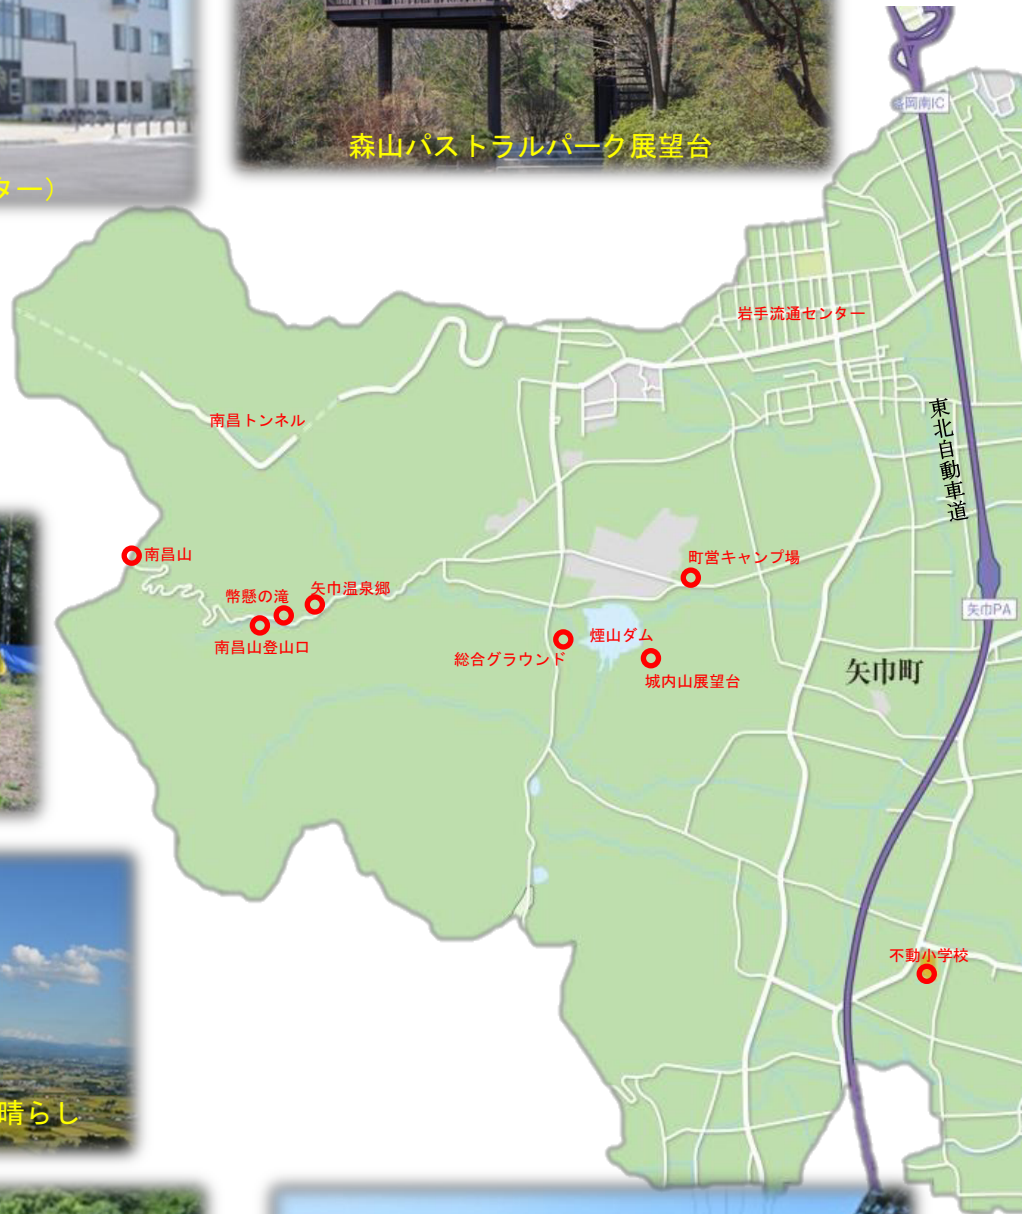 森山パストラルパーク展望台
ター）
岡南IC
岩手流通センター
東北自動車道
南昌トンネル
南昌山
幣懸の滝
矢巾温泉郷
南昌山登山口
町営キャンプ場
煙山ダム
総合グラウンド
城内山展望台
矢巾PA
矢巾町
不動小学校
晴らし